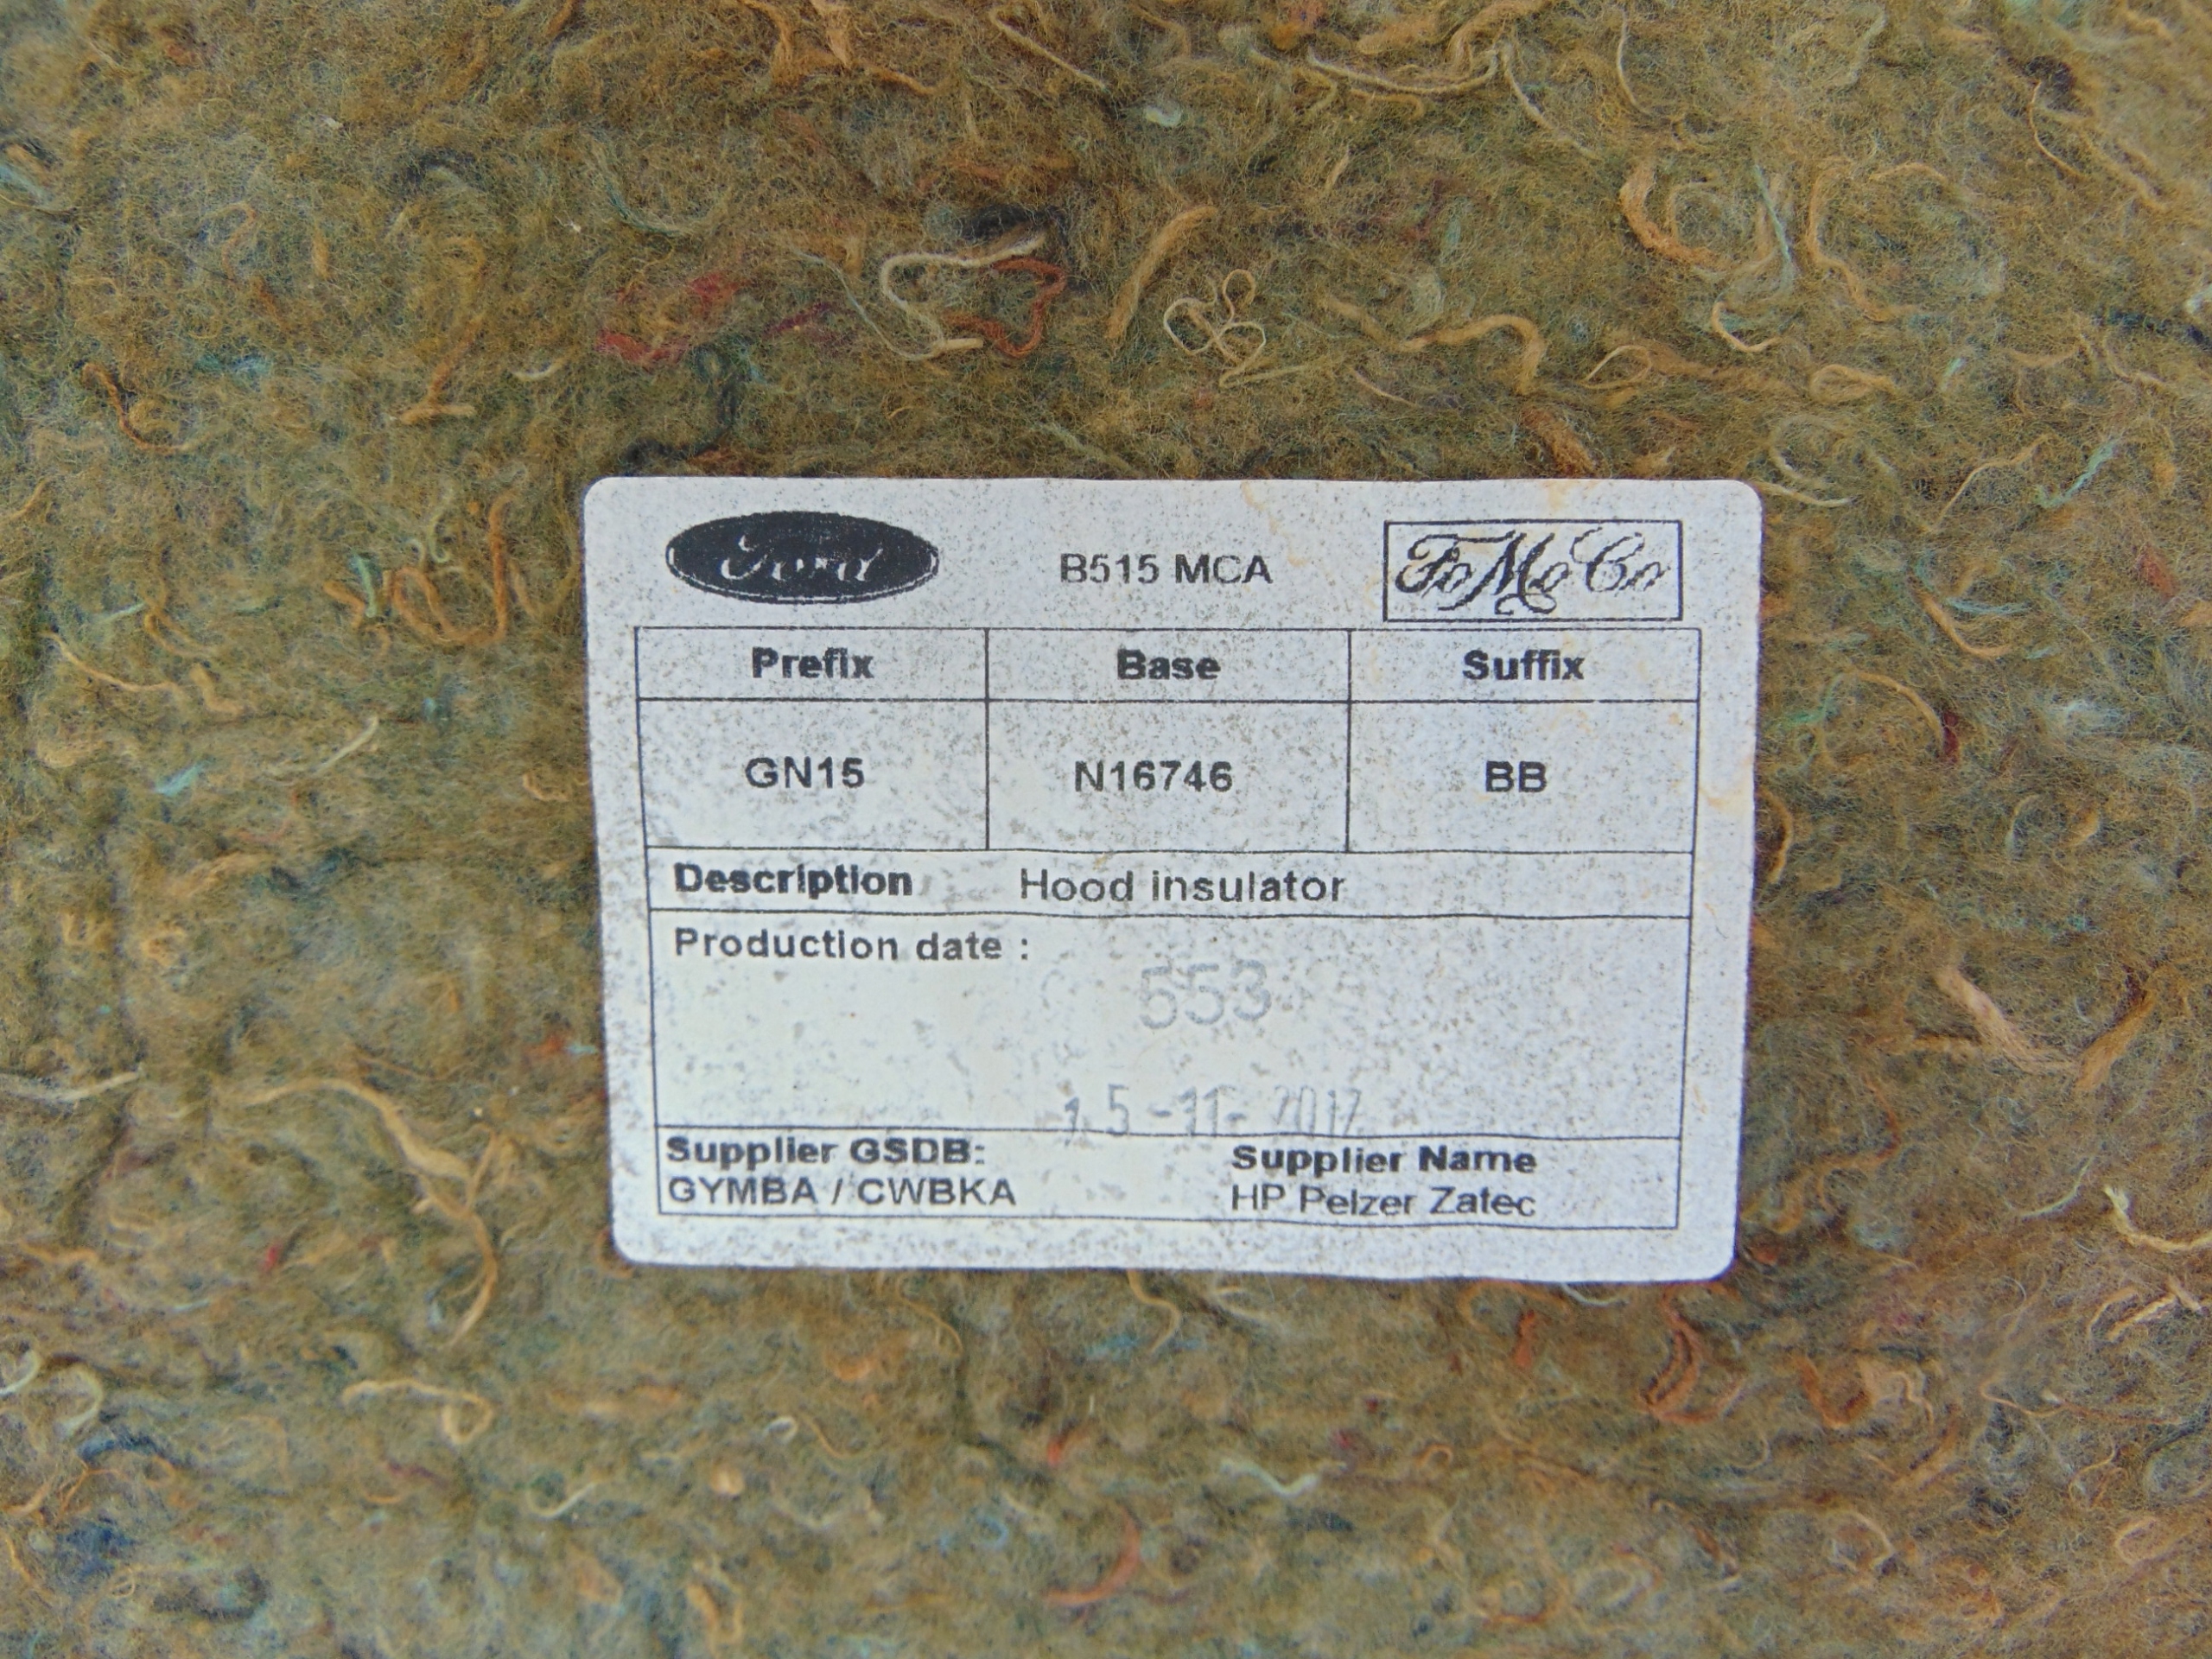 Ford B515 MCA FoMoCo
Prefix Base Suffix
GN15 N16746 BB
Description Hood insulator
Production date :
553
15-11-2017
Supplier GSDB: Supplier Name
GYMBA / CWBKA HP Pelzer Zatec